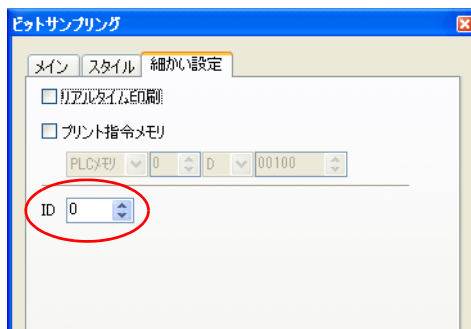 ビットサンプリング
メイン スタイル 細かい設定
リアルタイム印刷
プリント指令メモリ
PLCメモリ 0 D 00100
ID 0